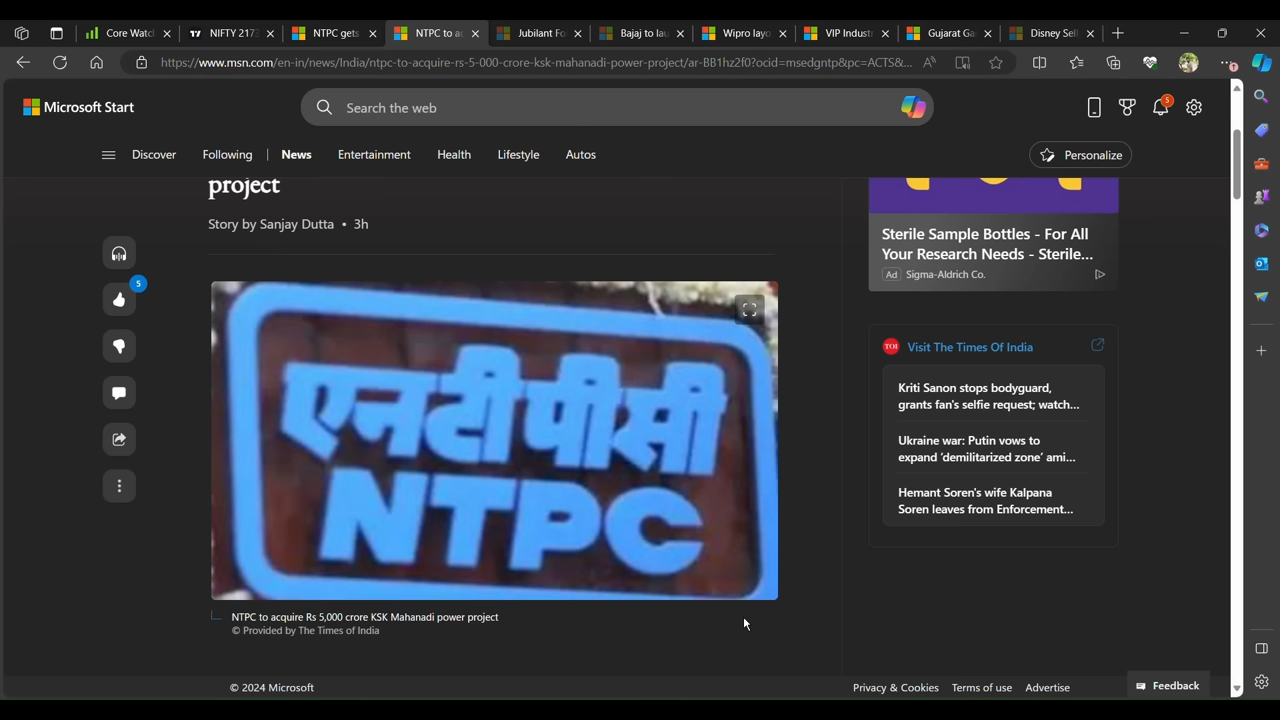 Core Watc
NIFTY 2173
NTPC gets
NTPC to ac
Jubilant Fo
Bajaj to lau
Wipro layo
VIP Indust
Gujarat Ga
Disney Sell
https://www.msn.com/en-in/news/India/ntpc-to-acquire-rs-5-000-crore-ksk-mahanadi-power-project/ar-BB1hz2f0?ocid=msedgntp&pc=ACTS&...
Microsoft Start
Search the web
5
Discover
Following
News
Entertainment
Health
Lifestyle
Autos
Personalize
project
Story by Sanjay Dutta • 3h
5
एनटीपीसी
NTPC
NTPC to acquire Rs 5,000 crore KSK Mahanadi power project
© Provided by The Times of India
Sterile Sample Bottles - For All
Your Research Needs - Sterile...
Ad Sigma-Aldrich Co.
TOI Visit The Times Of India
Kriti Sanon stops bodyguard,
grants fan's selfie request; watch...
Ukraine war: Putin vows to
expand 'demilitarized zone' ami...
Hemant Soren's wife Kalpana
Soren leaves from Enforcement...
© 2024 Microsoft
Privacy & Cookies
Terms of use
Advertise
Feedback